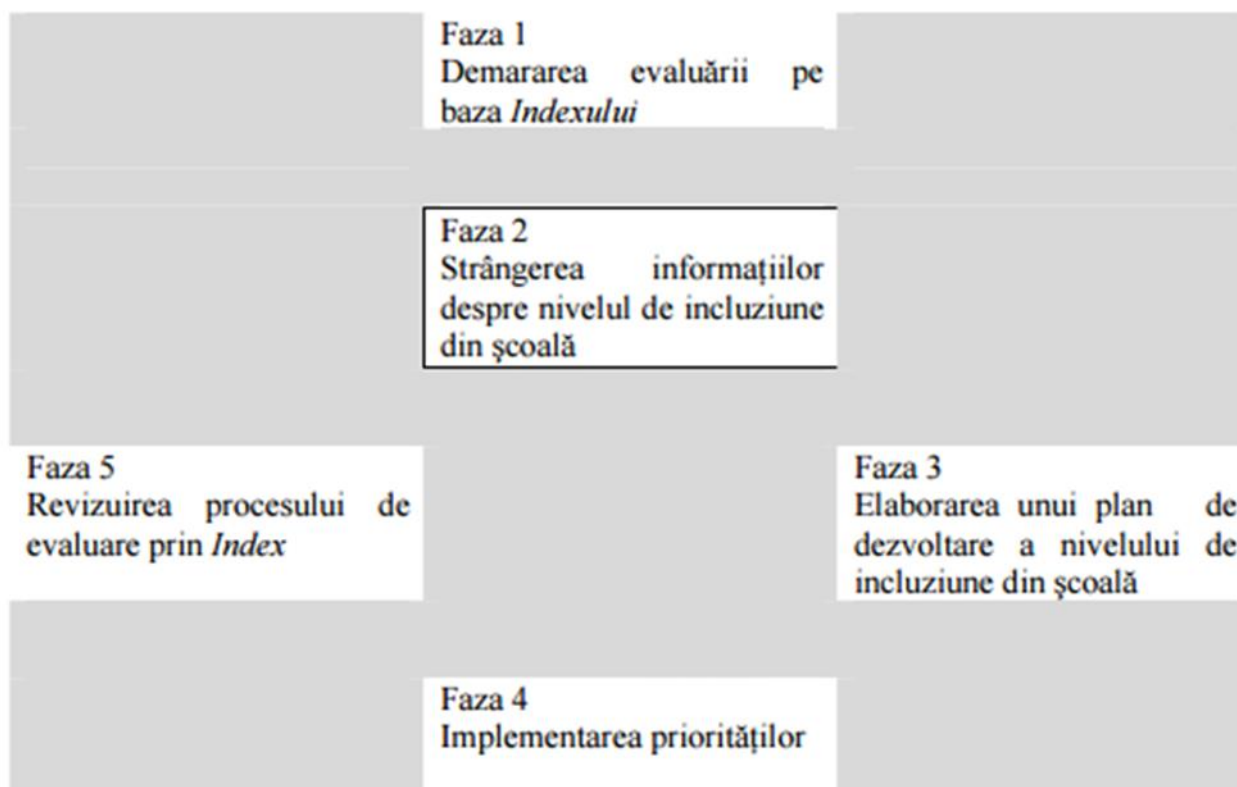 Faza 1
Demararea evaluării pe
baza Indexului
Faza 2
Strângerea informațiilor
despre nivelul de incluziune
din şcoală
Faza 5
Revizuirea procesului de
evaluare prin Index
Faza 3
Elaborarea unui plan de
dezvoltare a nivelului de
incluziune din şcoală
Faza 4
Implementarea priorităților